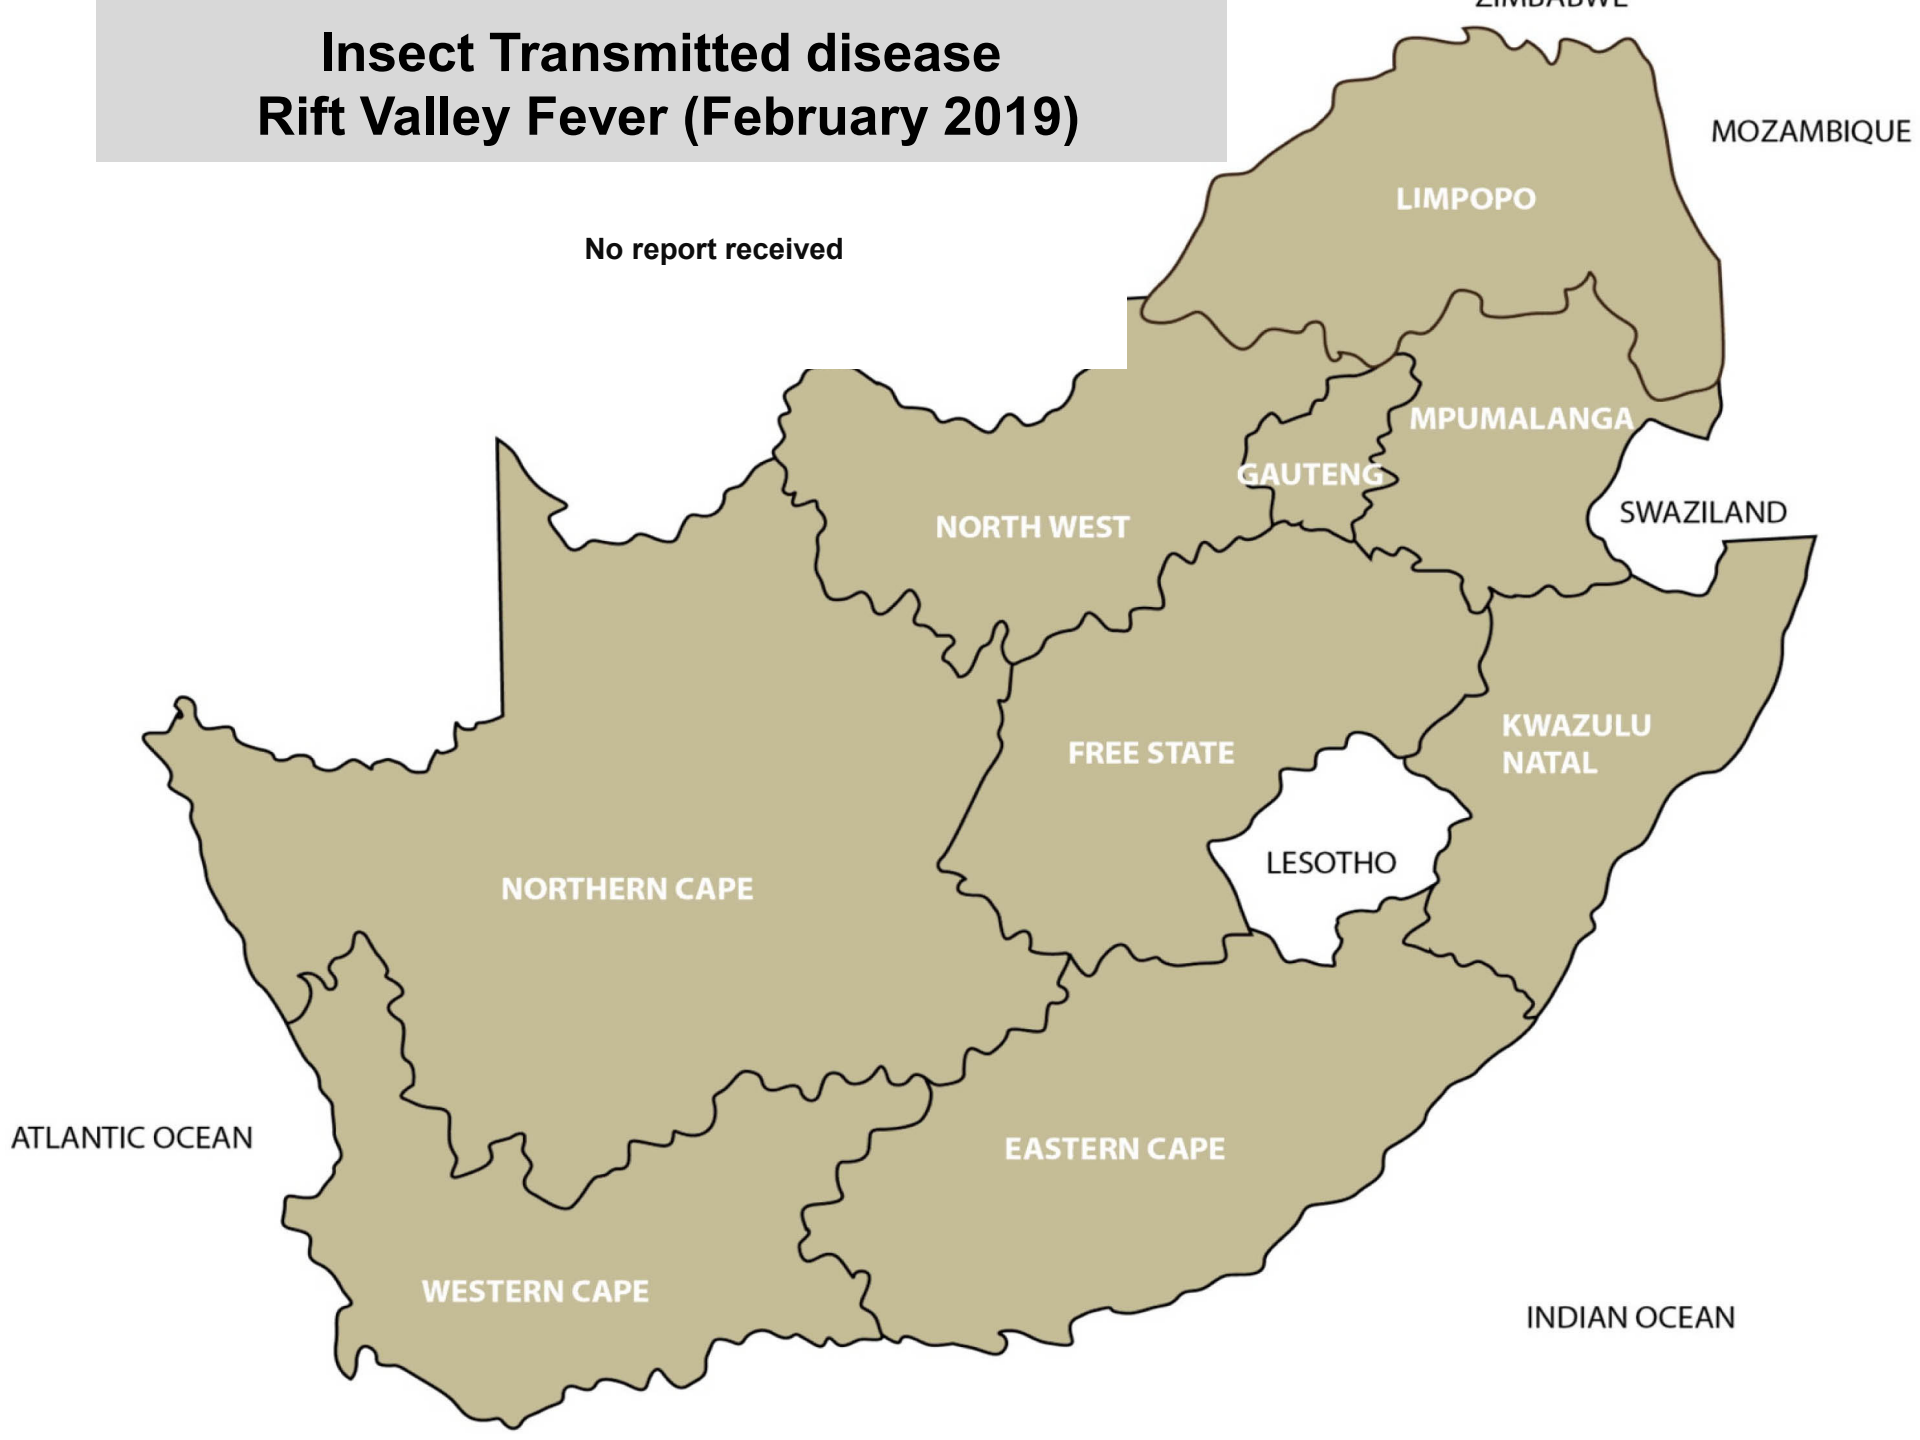 ZIMBABWE
Insect Transmitted disease
Rift Valley Fever (February 2019)
MOZAMBIQUE
LIMPOPO
No report received
MPUMALANGA
GAUTENG
SWAZILAND
NORTH WEST
KWAZULU
NATAL
FREE STATE
LESOTHO
NORTHERN CAPE
ATLANTIC OCEAN
EASTERN CAPE
WESTERN CAPE
INDIAN OCEAN